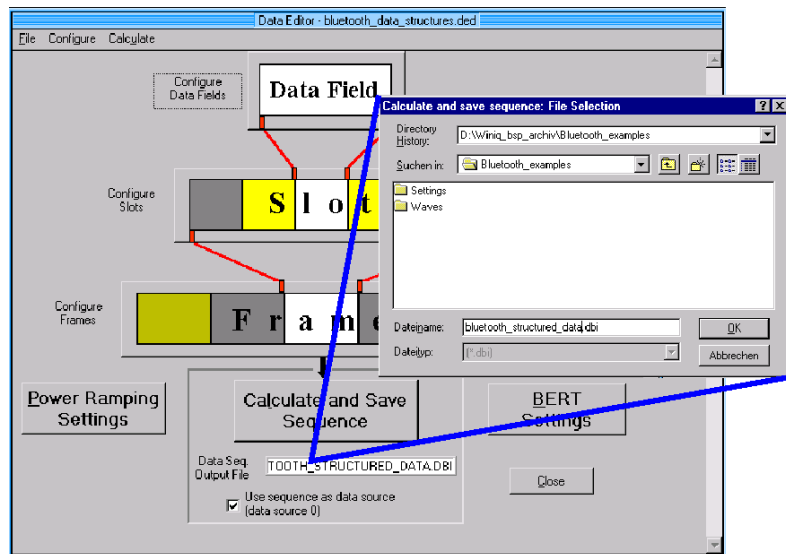 Data Editor - bluetooth_data_structures.ded
File Configure Calculate
Configure
Data Fields
Data Field
Configure
Slots
S l o t
Configure
Frames
F r a m e
Power Ramping
Settings
Calculate and Save
Sequence
BERT
Settings
Data Seq.
Output File
TOOTH_STRUCTURED_DATA.DBI
Use sequence as data source
(data source 0)
Close
Calculate and save sequence: File Selection
Directory
History:
D:\Winiq_bsp_archiv\Bluetooth_examples
Suchen in:
Bluetooth_examples
Settings
Waves
Dateiname:
bluetooth_structured_data.dbi
OK
Dateityp:
(*.dbi)
Abbrechen